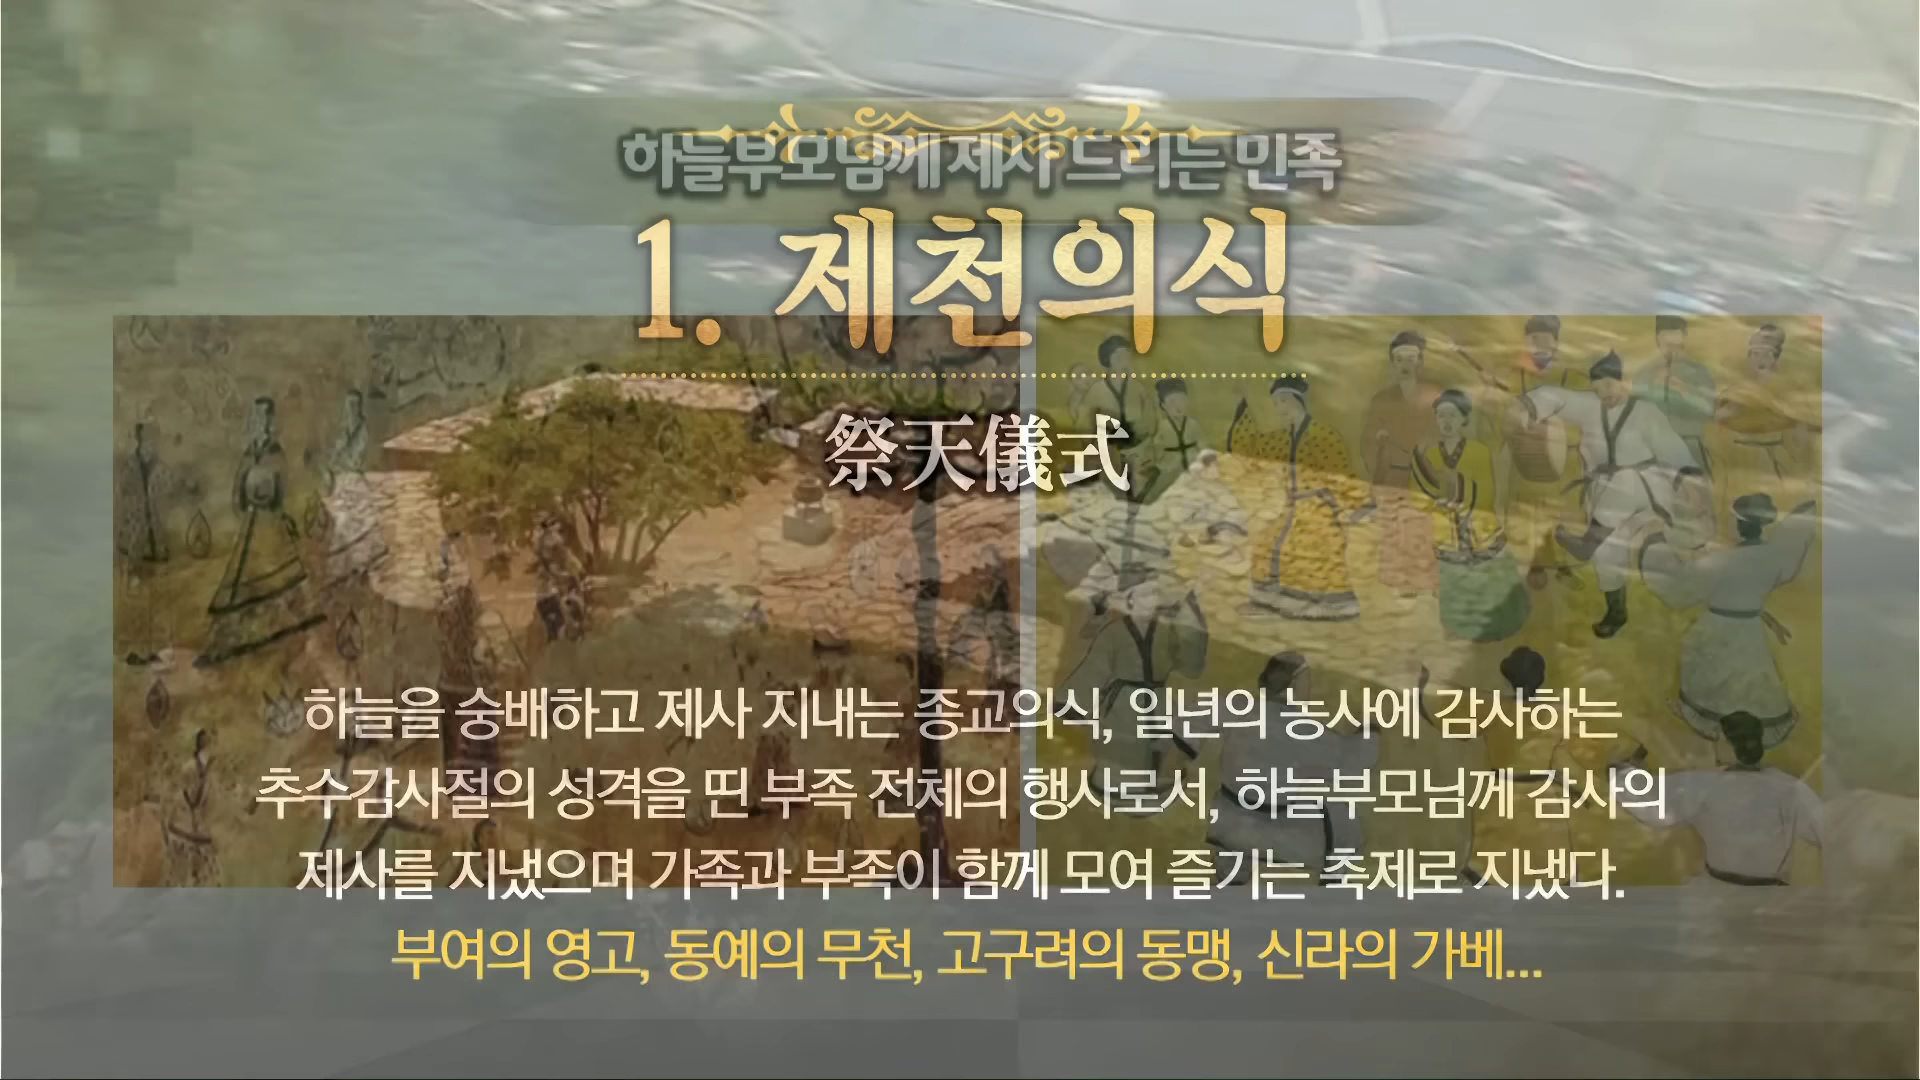 하늘부모님께 제사 드리는 민족
1. 제천의식
祭天儀式
하늘을 숭배하고 제사 지내는 종교의식, 일년의 농사에 감사하는
추수감사절의 성격을 띤 부족 전체의 행사로서, 하늘부모님께 감사의
제사를 지냈으며 가족과 부족이 함께 모여 즐기는 축제로 지냈다.
부여의 영고, 동예의 무천, 고구려의 동맹, 신라의 가베...